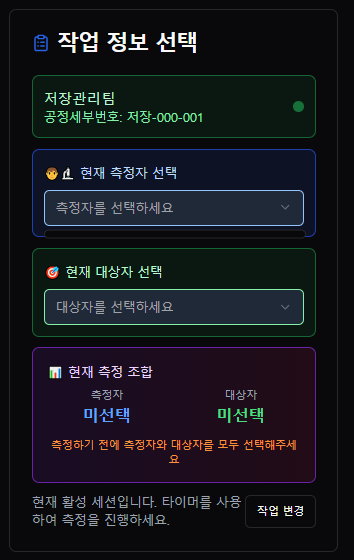 작업 정보 선택
저장관리팀
공정세부번호: 저장-000-001
현재 측정자 선택
측정자를 선택하세요
현재 대상자 선택
대상자를 선택하세요
현재 측정 조합
측정자 대상자
미선택 미선택
측정하기 전에 측정자와 대상자를 모두 선택해주세
요
현재 활성 세션입니다. 타이머를 사용
하여 측정을 진행하세요.
작업 변경